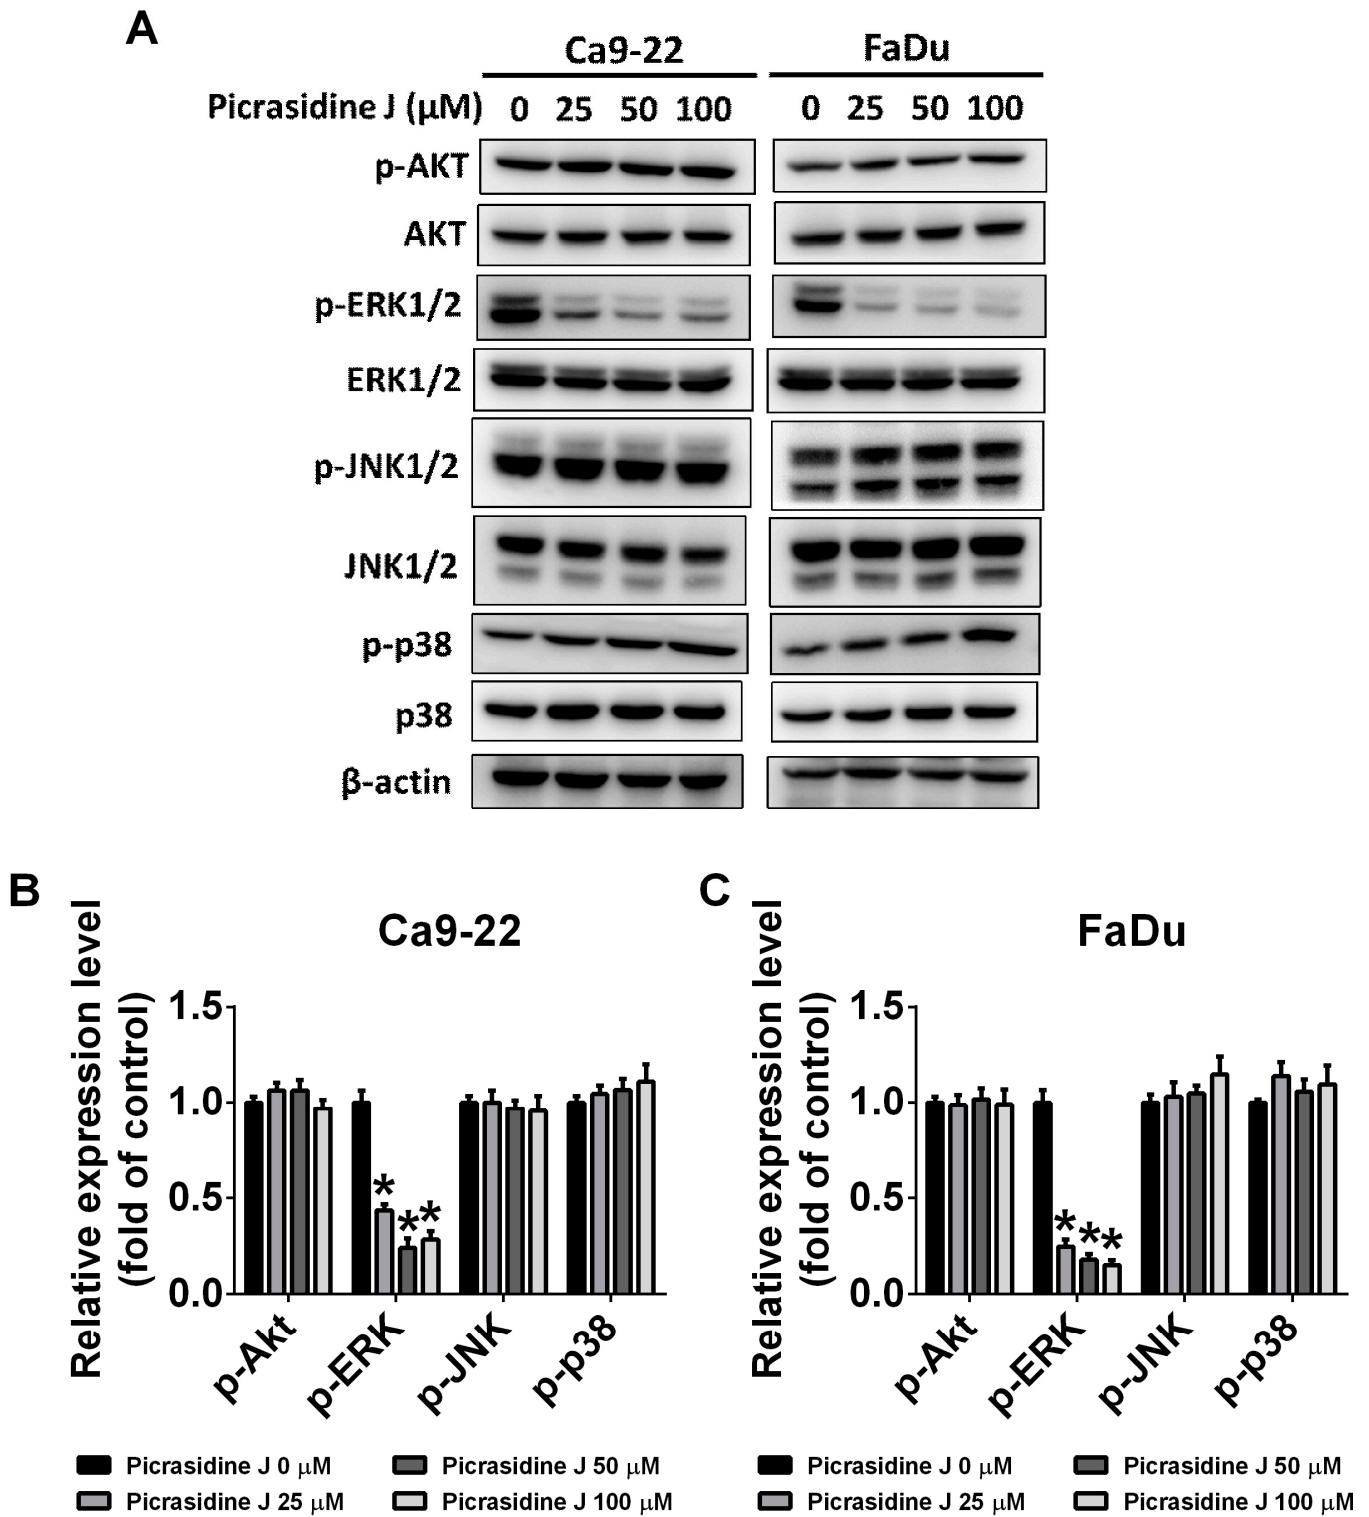 A
Ca9-22 FaDu
Picrasidine J (μM) 0 25 50 100 0 25 50 100
p-AKT
AKT
p-ERK1/2
ERK1/2
p-JNK1/2
JNK1/2
p-p38
p38
β-actin
B
Ca9-22
Relative expression level
(fold of control)
1.5
1.0
0.5
0.0
* * *
p-Akt p-ERK p-JNK p-p38
Picrasidine J 0 μM Picrasidine J 50 μM
Picrasidine J 25 μM Picrasidine J 100 μM
C
FaDu
Relative expression level
(fold of control)
1.5
1.0
0.5
0.0
* * *
p-Akt p-ERK p-JNK p-p38
Picrasidine J 0 μM Picrasidine J 50 μM
Picrasidine J 25 μM Picrasidine J 100 μM